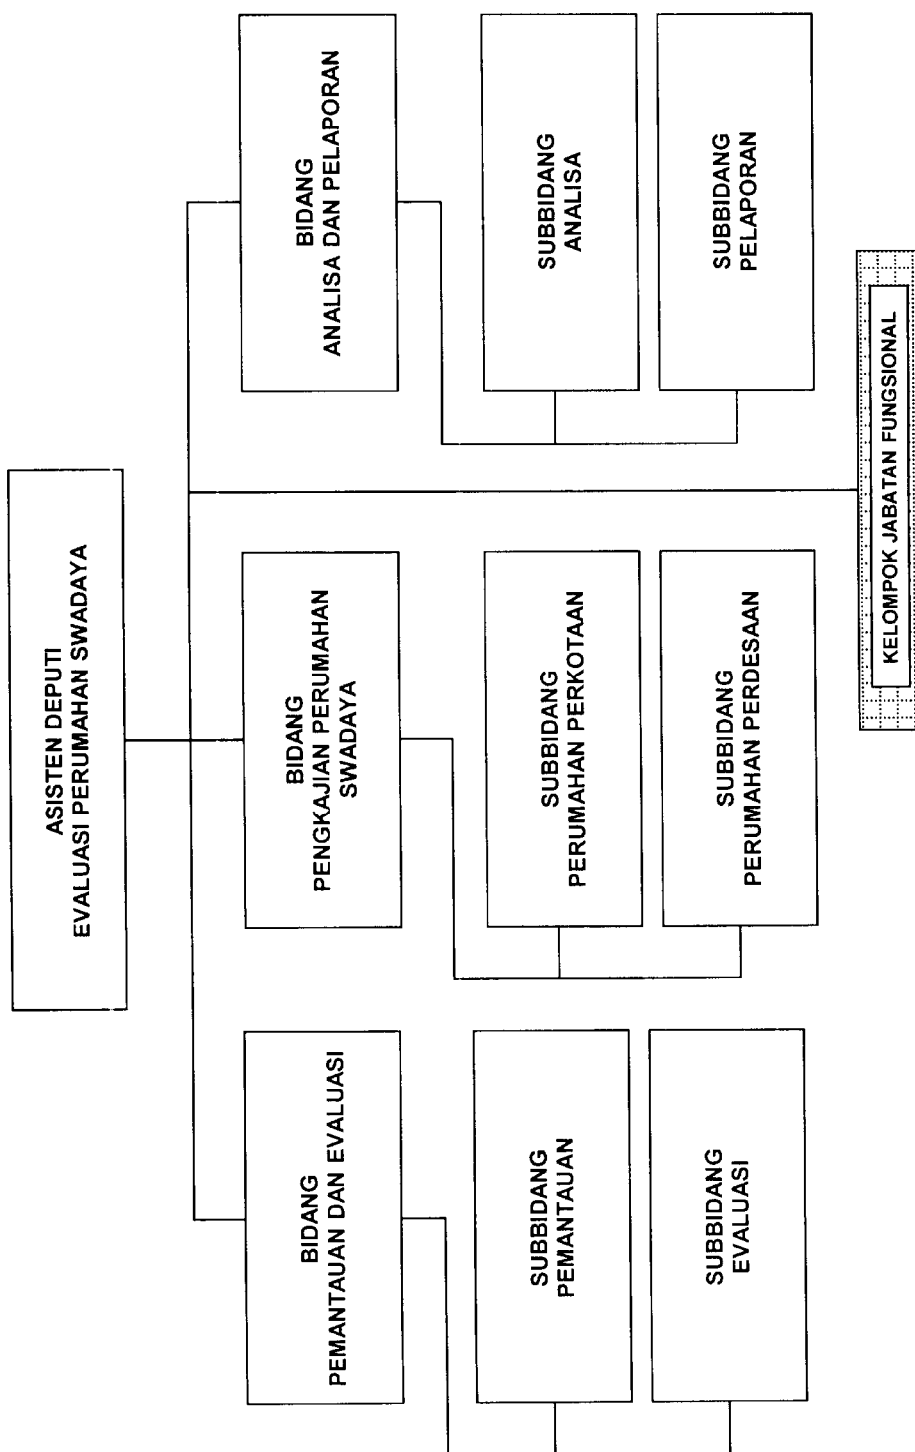 ASISTEN DEPUTI
EVALUASI PERUMAHAN SWADAYA
BIDANG
PEMANTAUAN DAN EVALUASI
BIDANG
PENGKAJIAN PERUMAHAN
SWADAYA
BIDANG
ANALISA DAN PELAPORAN
SUBBIDANG
PEMANTAUAN
SUBBIDANG
PERUMAHAN PERKOTAAN
SUBBIDANG
ANALISA
SUBBIDANG
EVALUASI
SUBBIDANG
PERUMAHAN PERDESAAN
SUBBIDANG
PELAPORAN
KELOMPOK JABATAN FUNGSIONAL